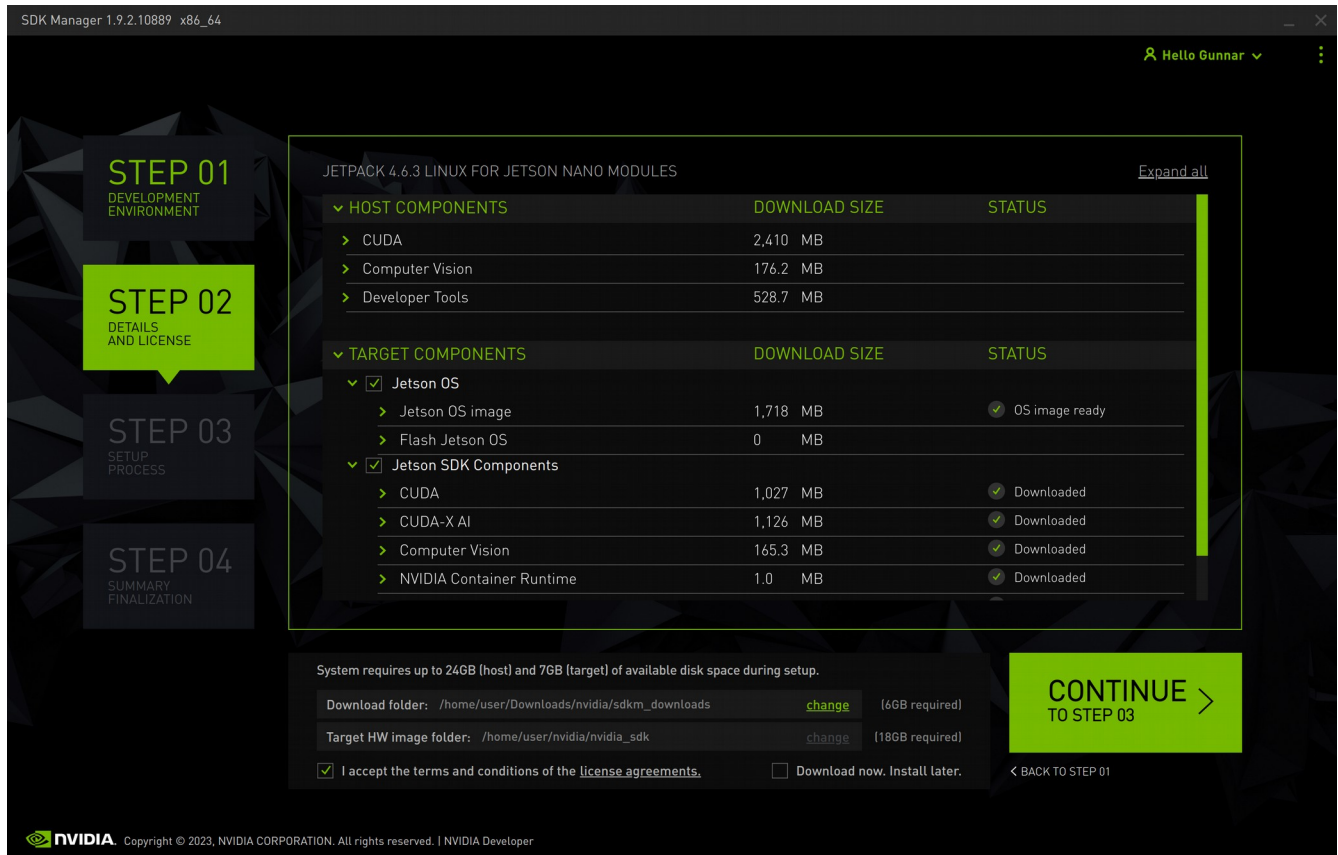 SDK Manager 1.9.2.10889 x86_64
Hello Gunnar
STEP 01
DEVELOPMENT
ENVIRONMENT
STEP 02
DETAILS
AND LICENSE
STEP 03
SETUP
PROCESS
STEP 04
SUMMARY
FINALIZATION
JETPACK 4.6.3 LINUX FOR JETSON NANO MODULES Expand all
HOST COMPONENTS DOWNLOAD SIZE STATUS
CUDA 2,410 MB
Computer Vision 176.2 MB
Developer Tools 528.7 MB
TARGET COMPONENTS DOWNLOAD SIZE STATUS
Jetson OS
Jetson OS image 1,718 MB OS image ready
Flash Jetson OS 0 MB
Jetson SDK Components
CUDA 1,027 MB Downloaded
CUDA-X AI 1,126 MB Downloaded
Computer Vision 165.3 MB Downloaded
NVIDIA Container Runtime 1.0 MB Downloaded
System requires up to 24GB (host) and 7GB (target) of available disk space during setup.
Download folder: /home/user/Downloads/nvidia/sdkm_downloads change (6GB required)
Target HW image folder: /home/user/nvidia/nvidia_sdk change (18GB required)
I accept the terms and conditions of the license agreements. Download now. Install later.
CONTINUE
TO STEP 03
BACK TO STEP 01
NVIDIA. Copyright © 2023, NVIDIA CORPORATION. All rights reserved. | NVIDIA Developer